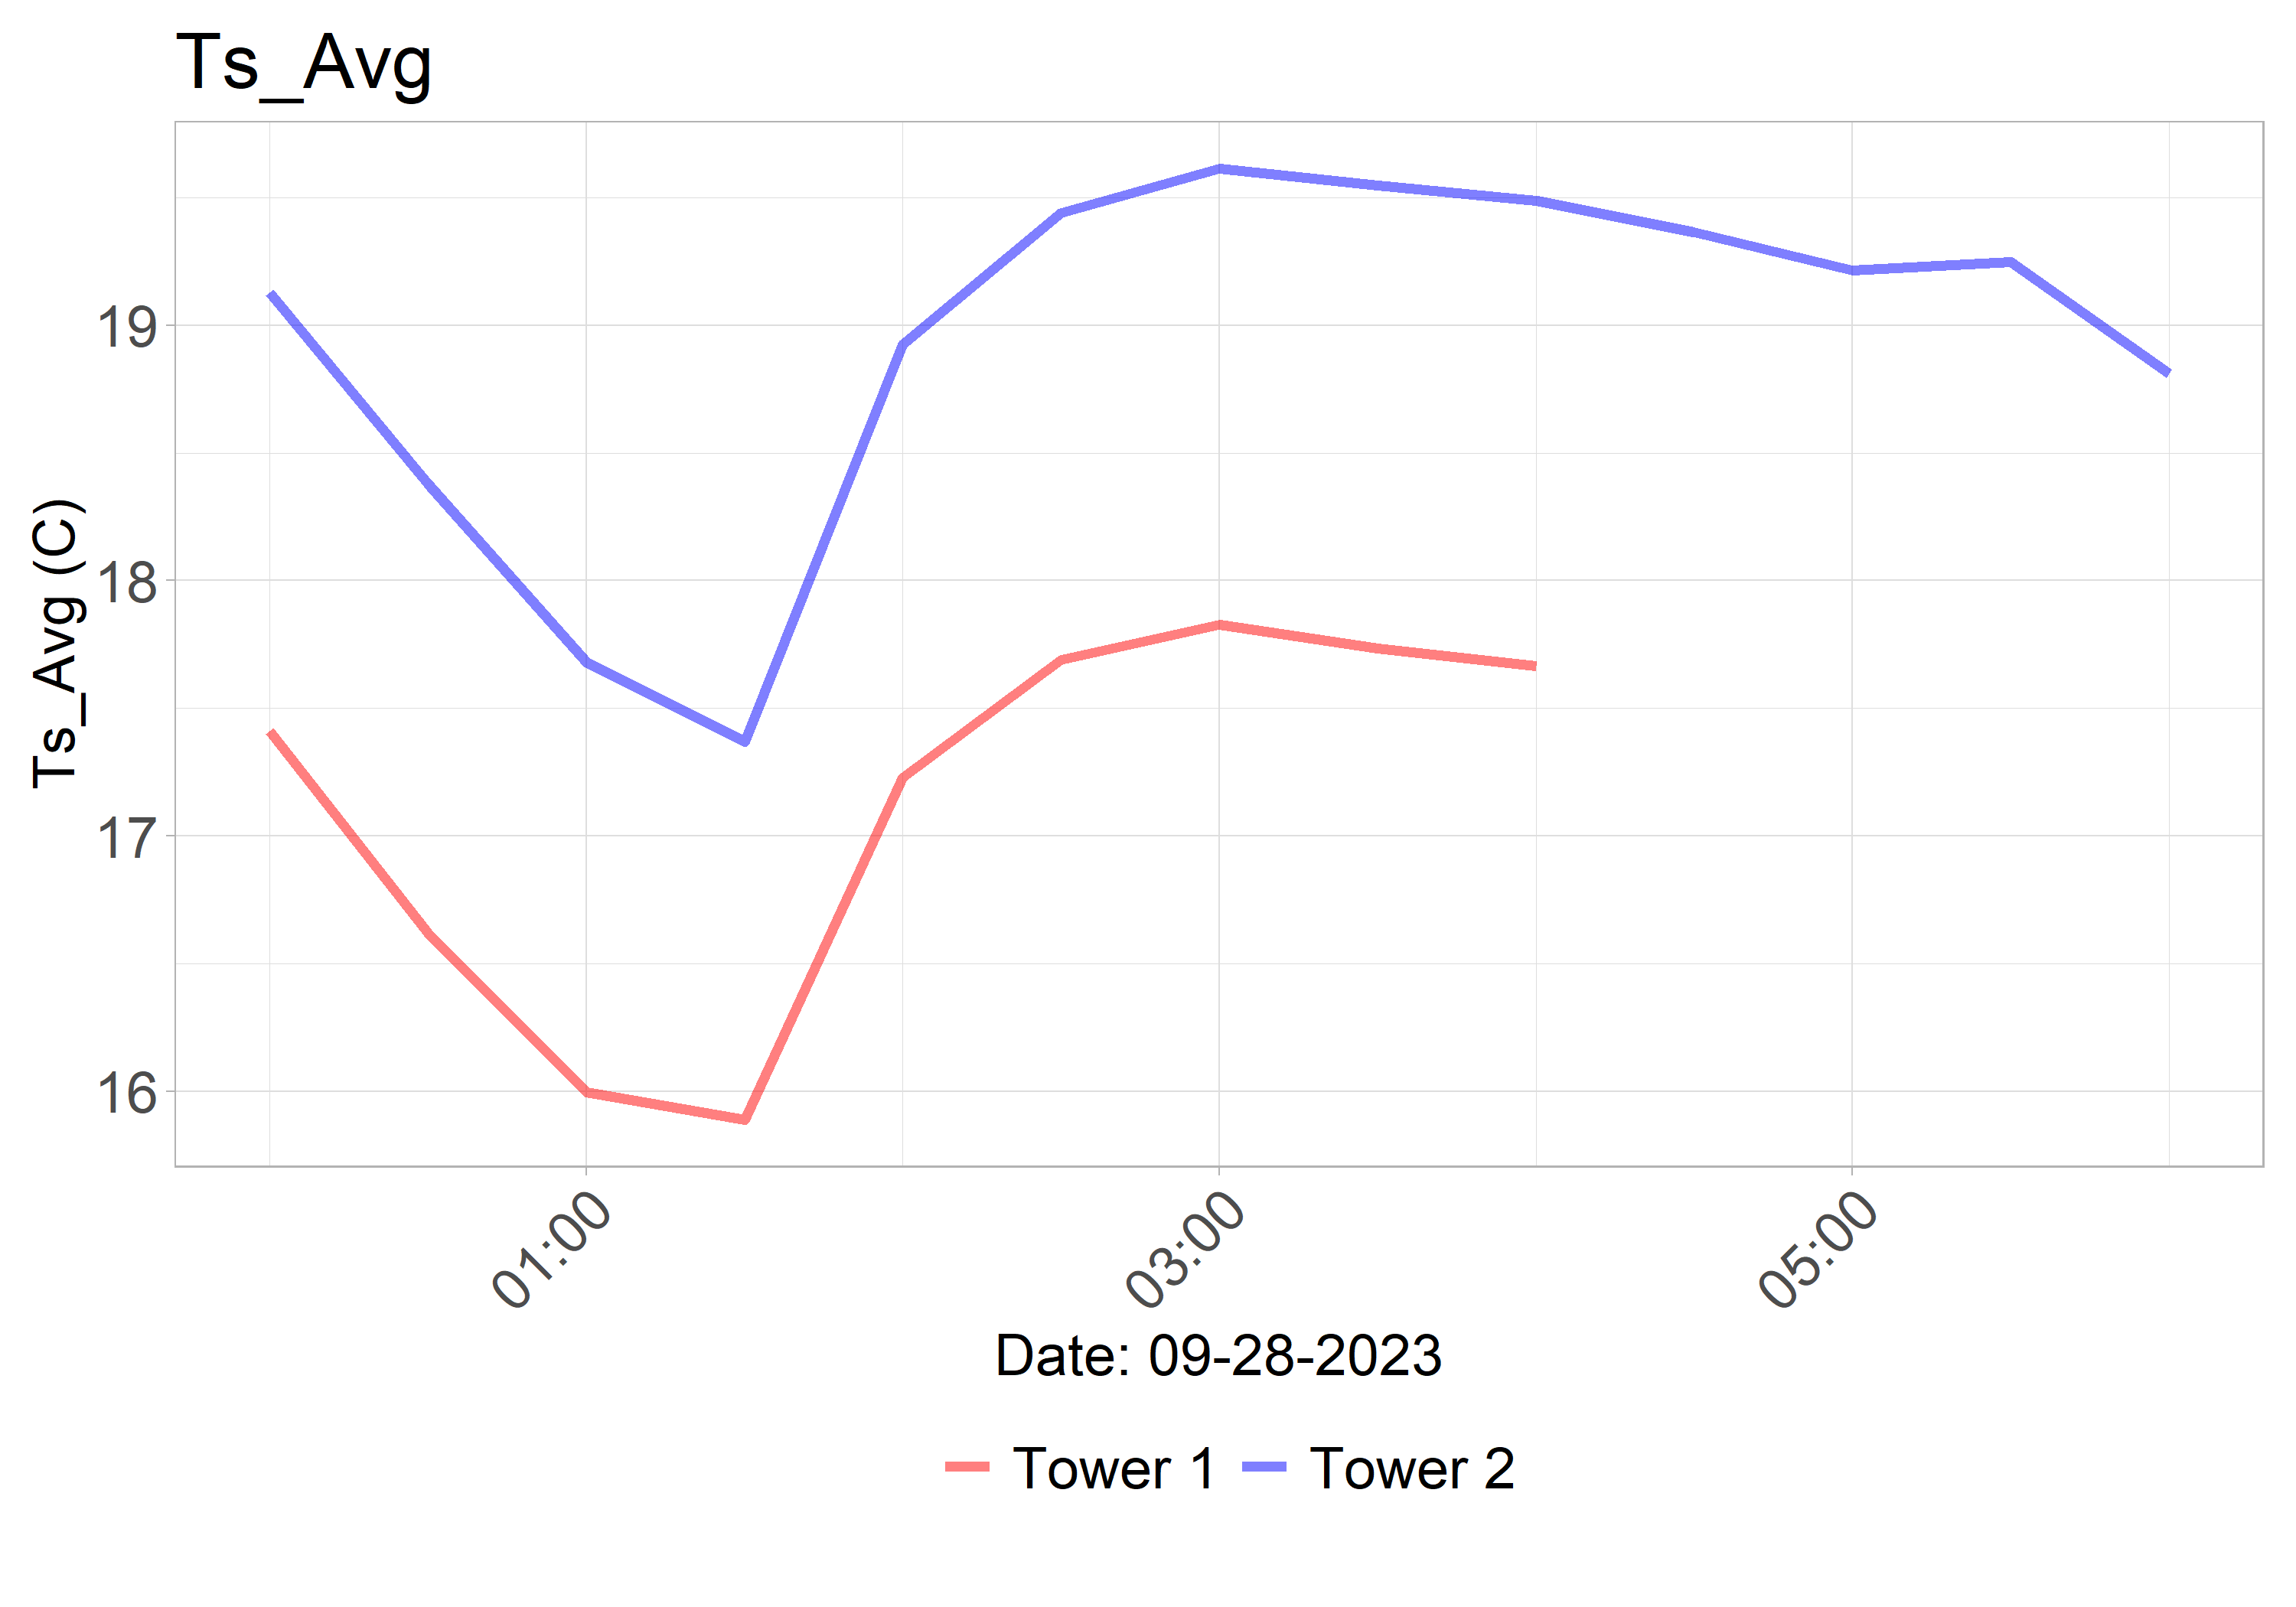 Ts_Avg
Ts_Avg (C)
19
18
17
16
01:00
03:00
05:00
Date: 09-28-2023
Tower 1
Tower 2